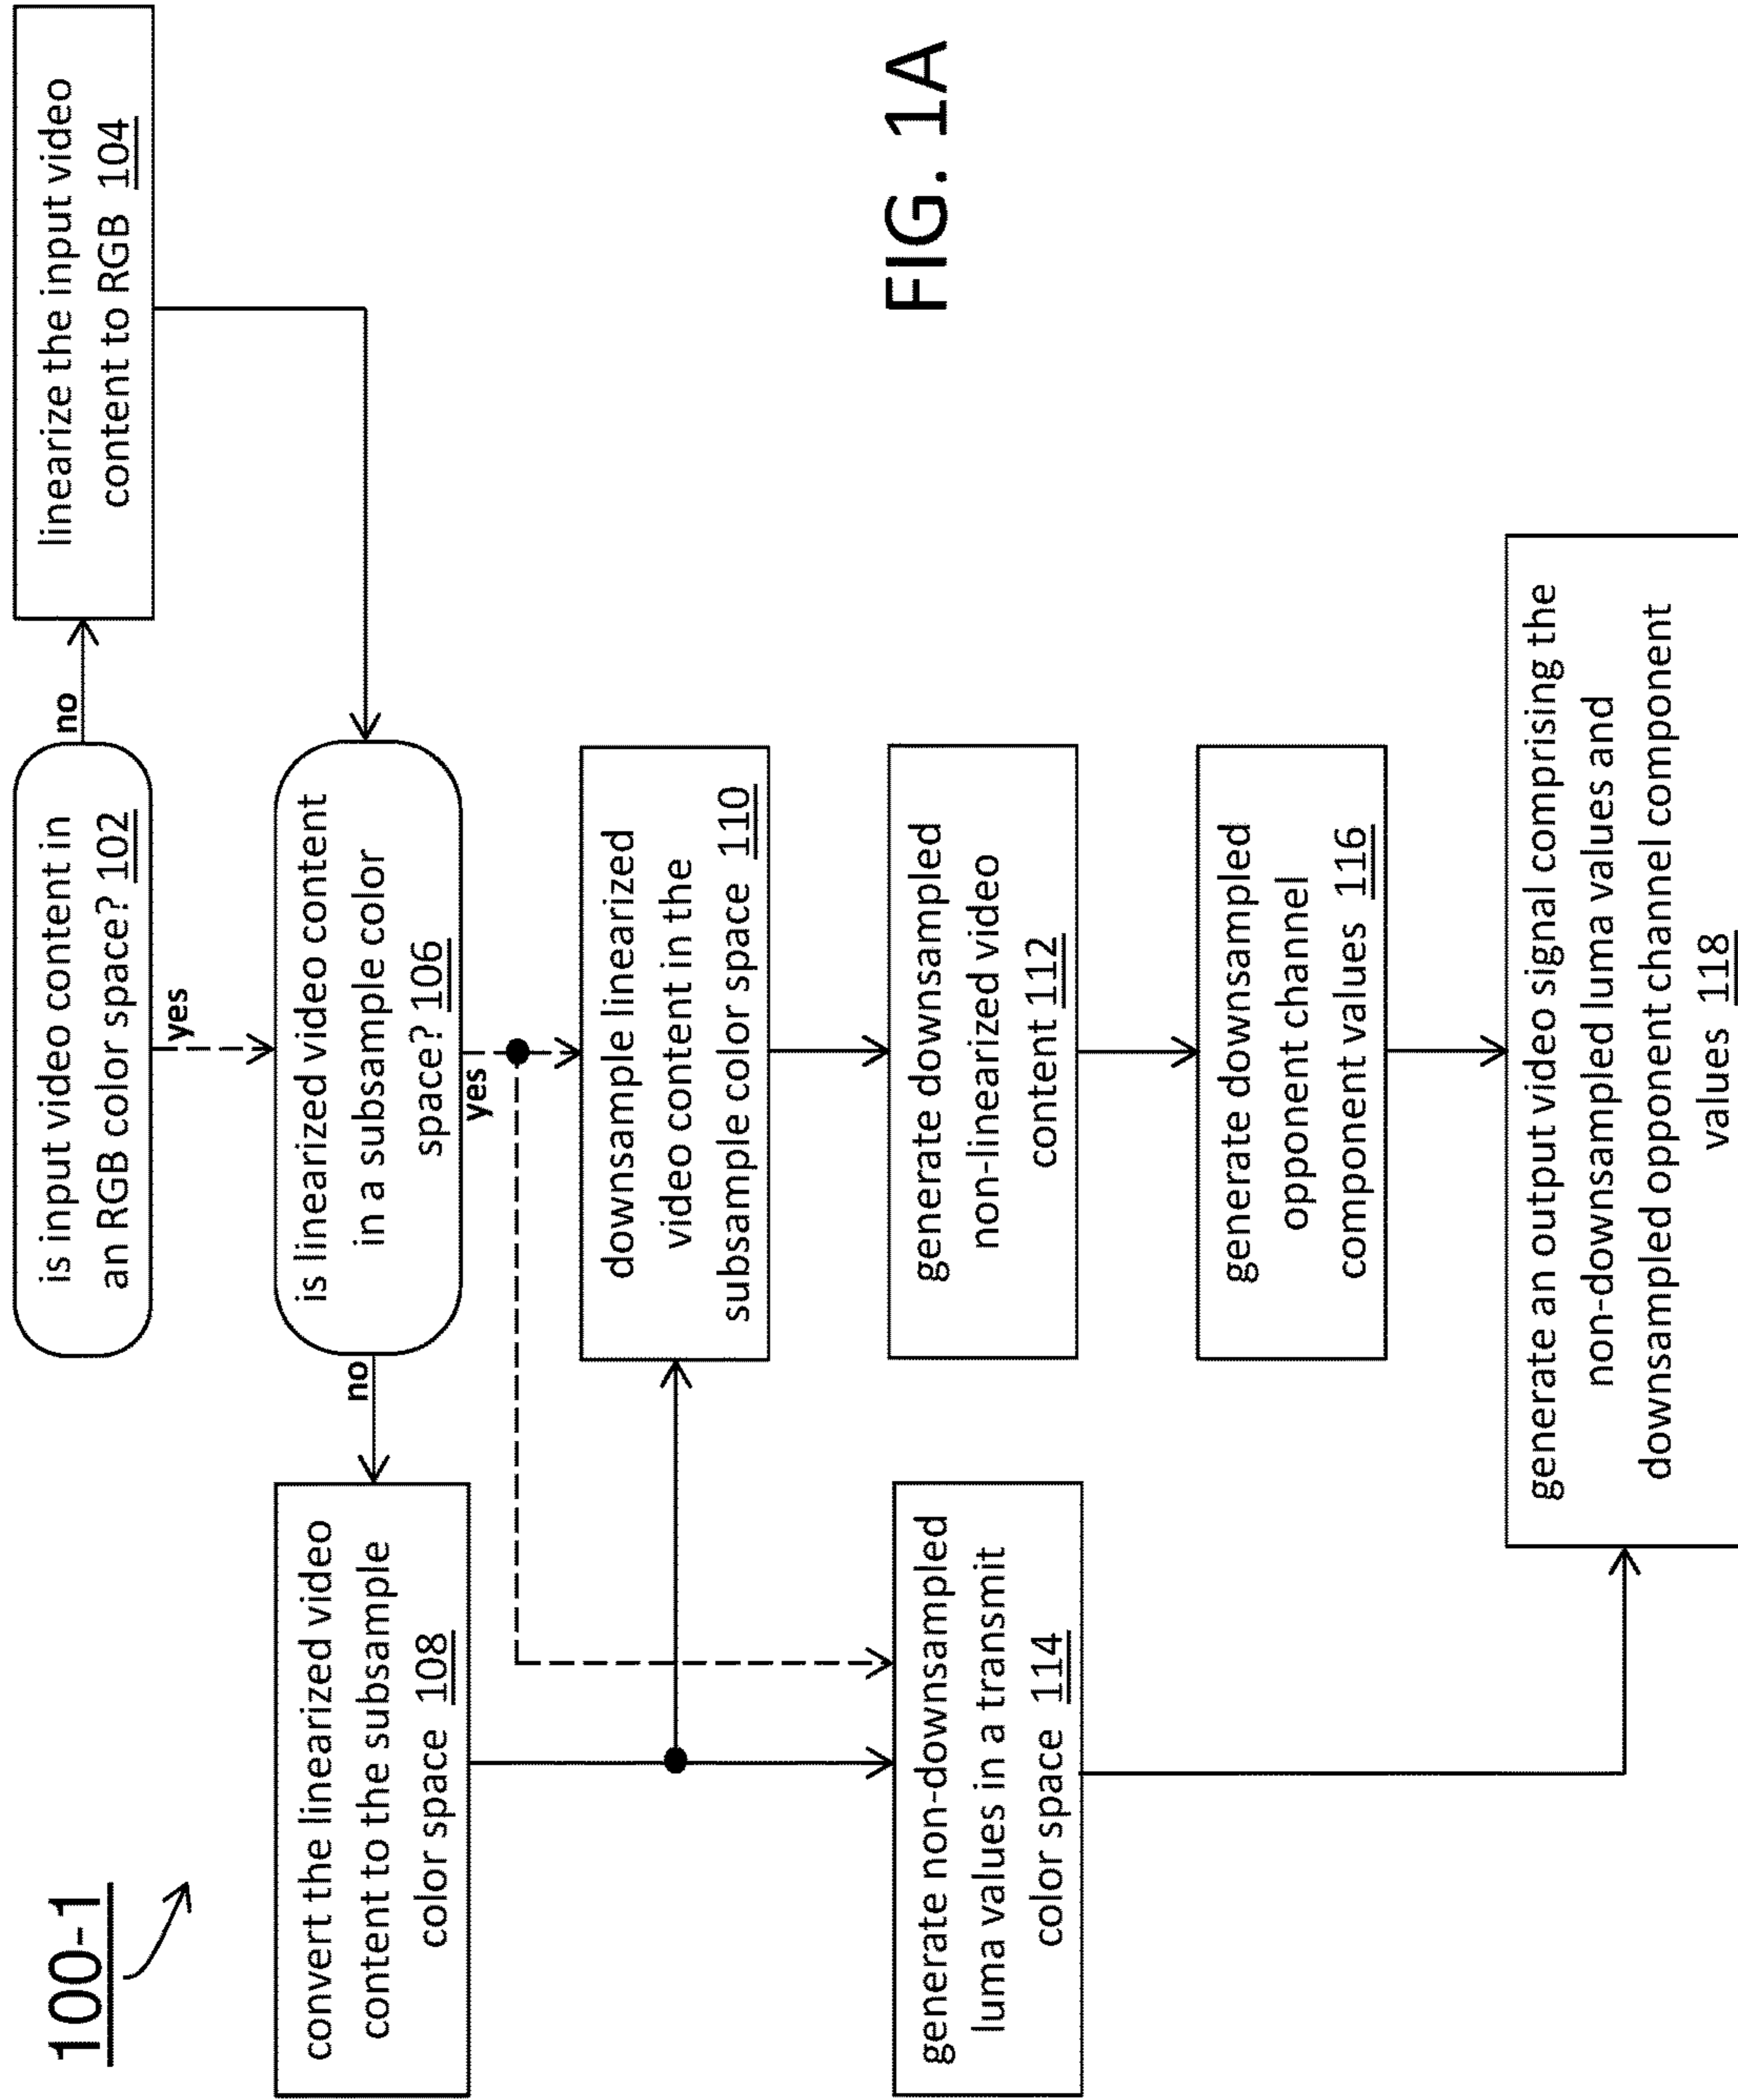 100-1
is input video content in
an RGB color space? 102
no
linearize the input video
content to RGB 104
yes
is linearized video content
in a subsample color
space? 106
no
yes
convert the linearized video
content to the subsample
color space 108
downsample linearized
video content in the
subsample color space 110
generate downsampled
non-linearized video
content 112
generate non-downsampled
luma values in a transmit
color space 114
generate downsampled
opponent channel
component values 116
generate an output video signal comprising the
non-downsampled luma values and
downsampled opponent channel component
values 118
FIG. 1A